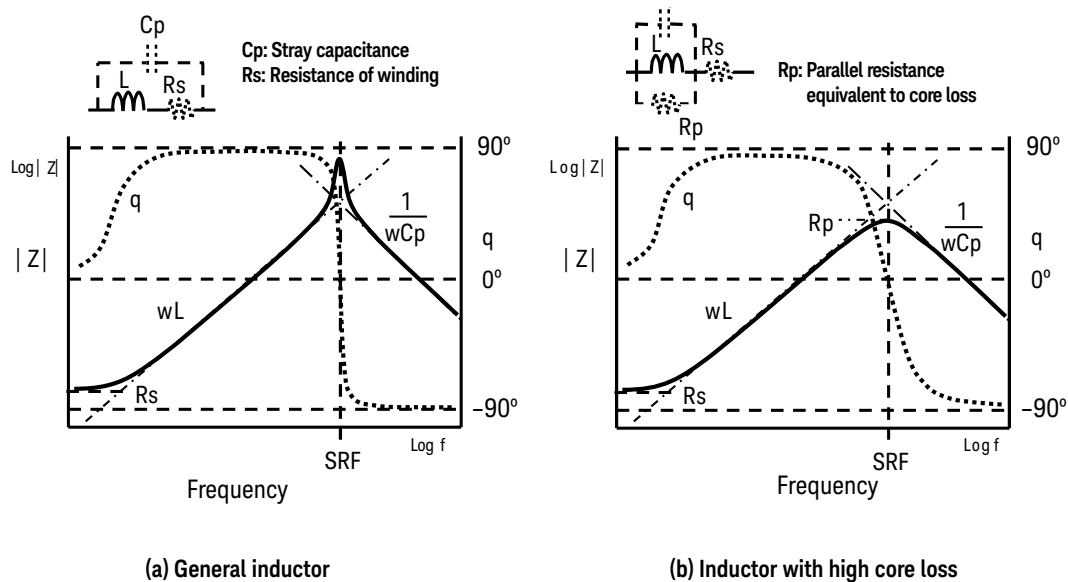 Cp
L
Rs
Cp: Stray capacitance
Rs: Resistance of winding
Log | Z|
90º
q
1
wCp
| Z|
q
0º
wL
Rs
–90º
Log f
SRF
Frequency
(a) General inductor
L
Rs
Rp
Rp: Parallel resistance
equivalent to core loss
Log| Z|
90º
q
Rp
1
wCp
| Z|
q
0º
wL
Rs
–90º
Log f
SRF
Frequency
(b) Inductor with high core loss